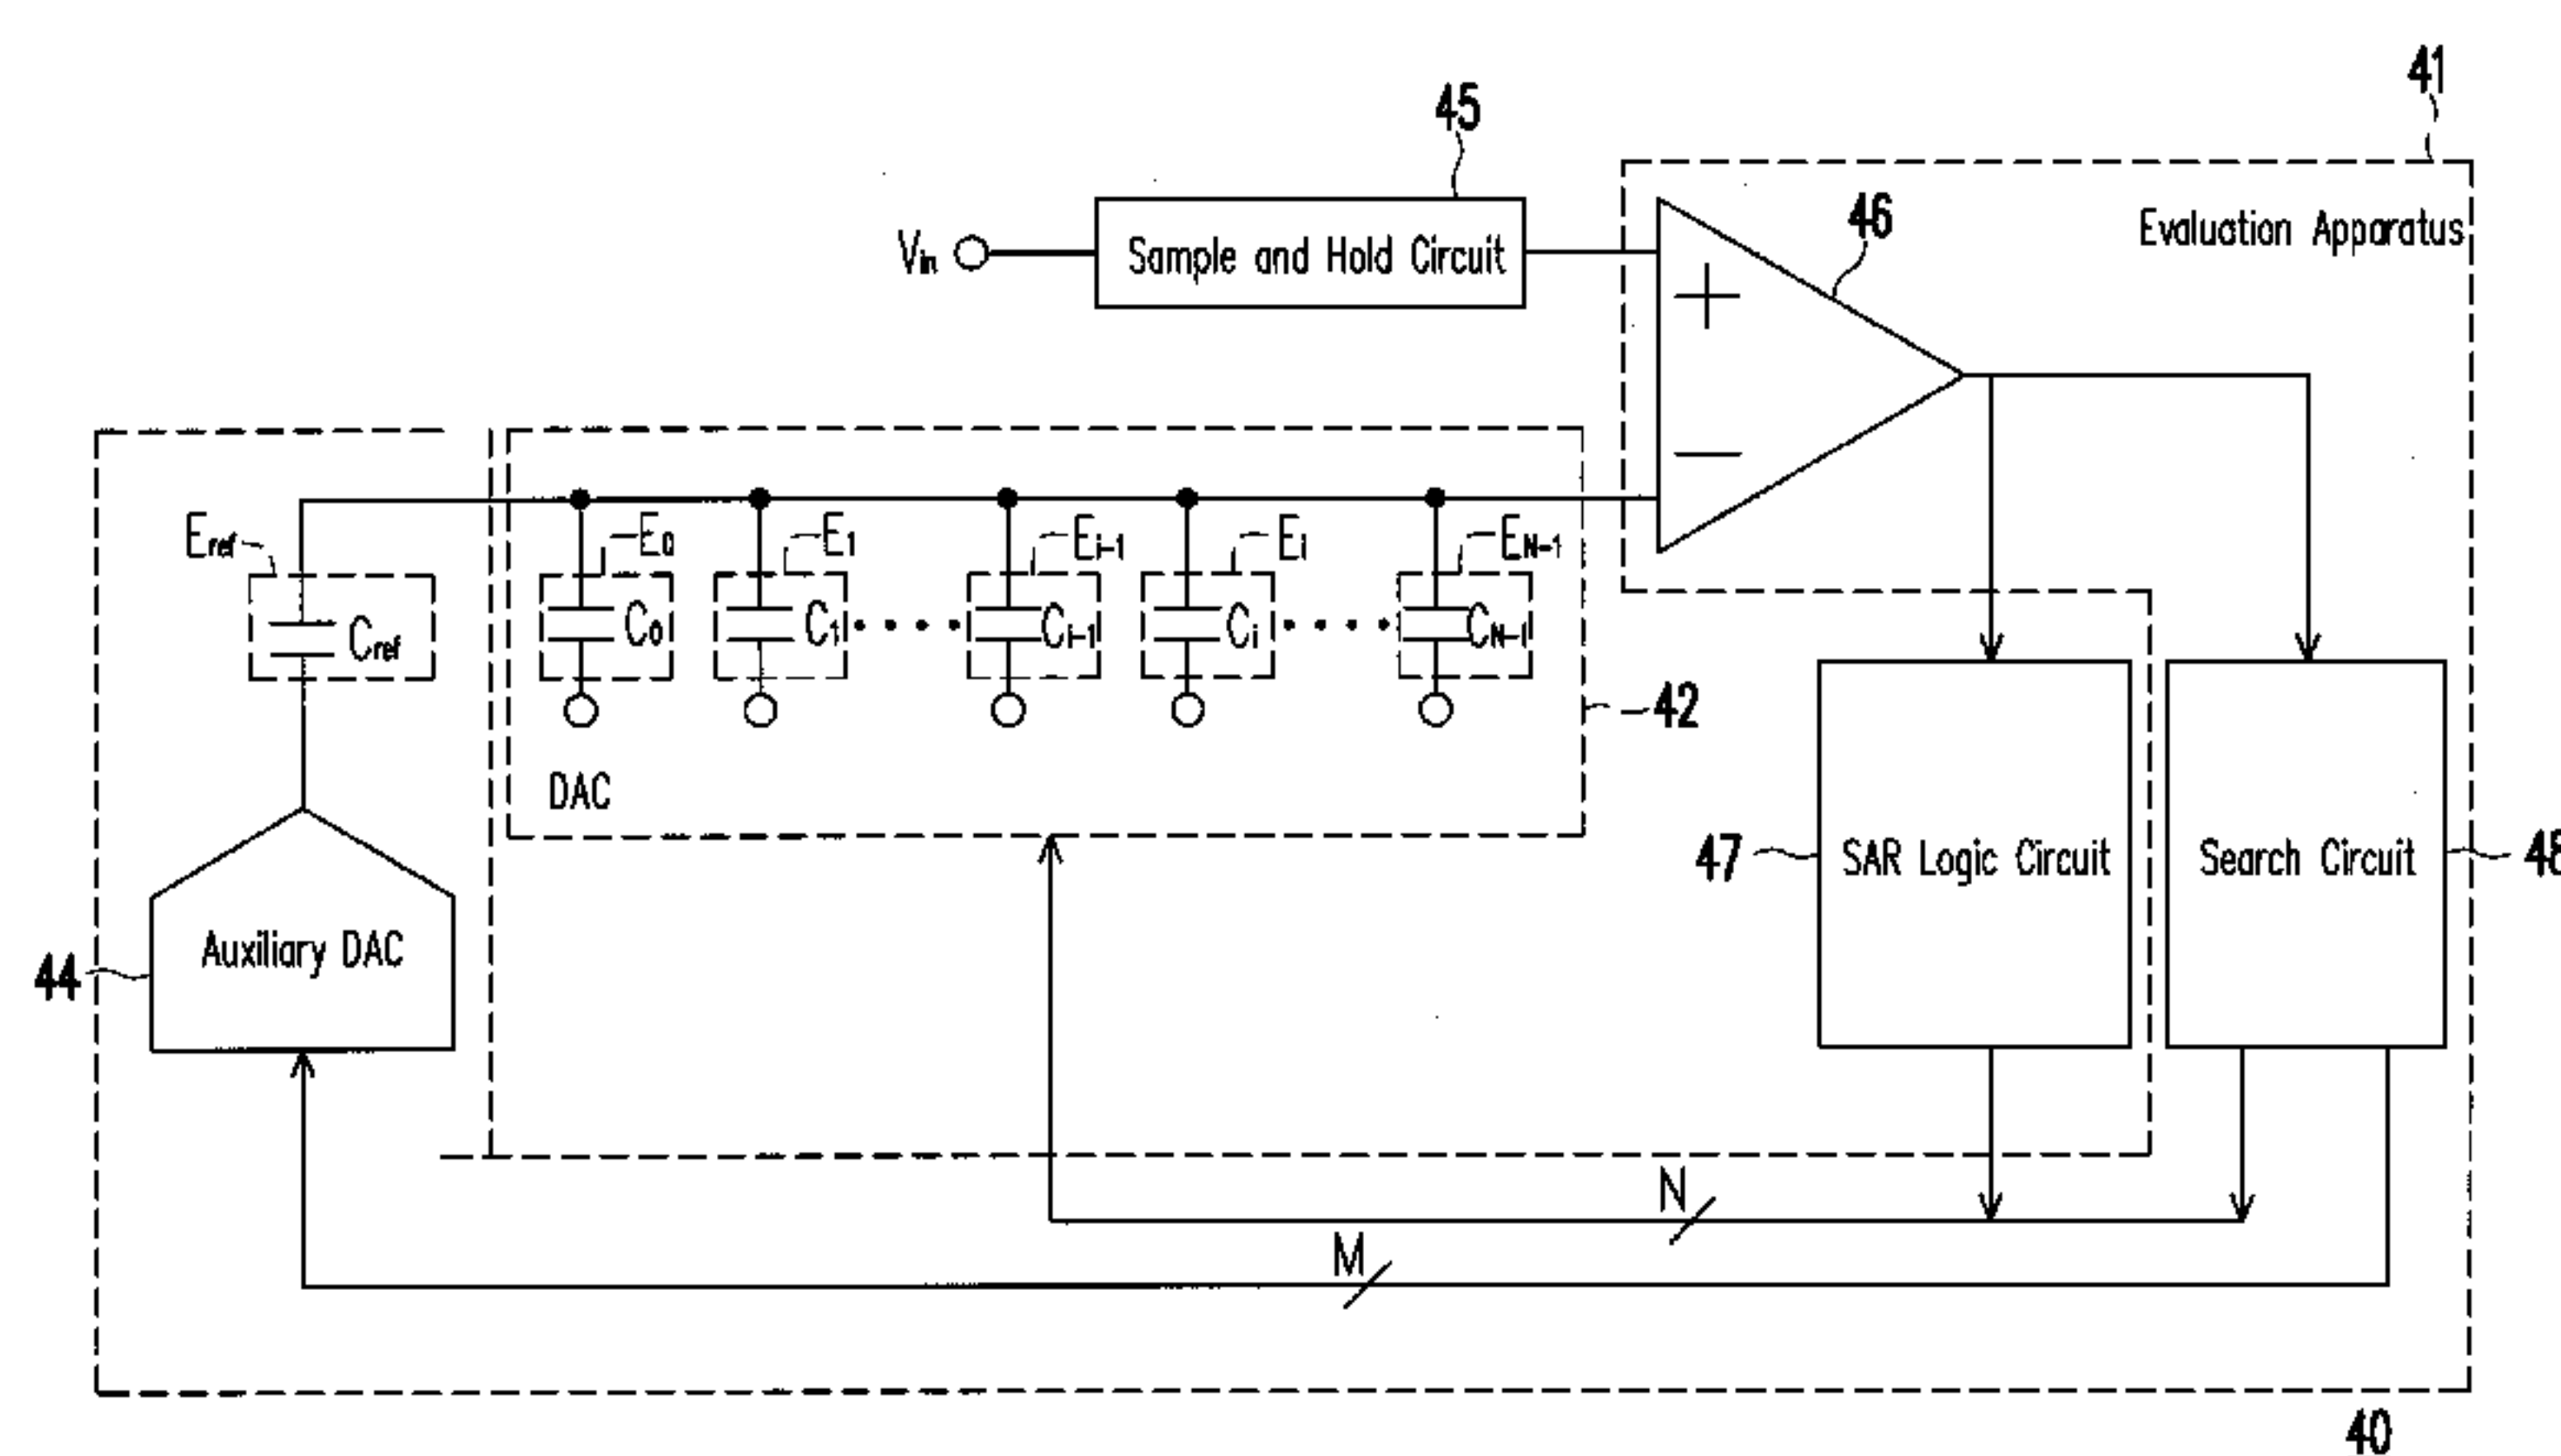 41
45
46
Evaluation Apparatus
Vin
Sample and Hold Circuit
+
−
Eref
E0
E1
Ei-1
Ei
EN-1
Cref
C0
C1
Ci-1
Ci
CN-1
42
DAC
47
SAR Logic Circuit
Search Circuit
48
44
Auxiliary DAC
N
M
40